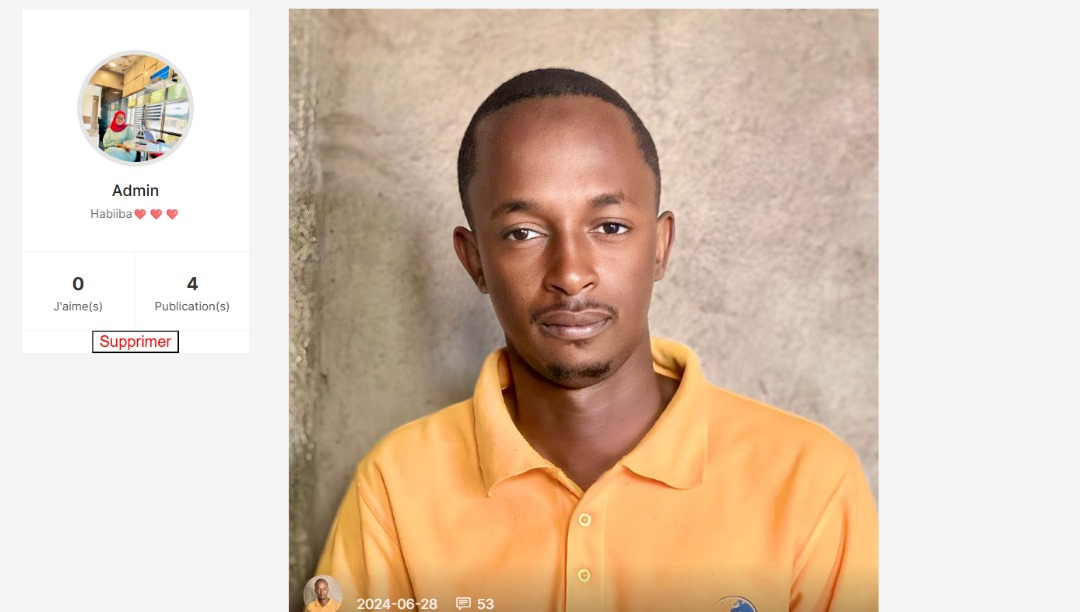 Admin
Habiiba❤️❤️❤️
0
J'aime(s)
4
Publication(s)
Supprimer
2024-06-28
53